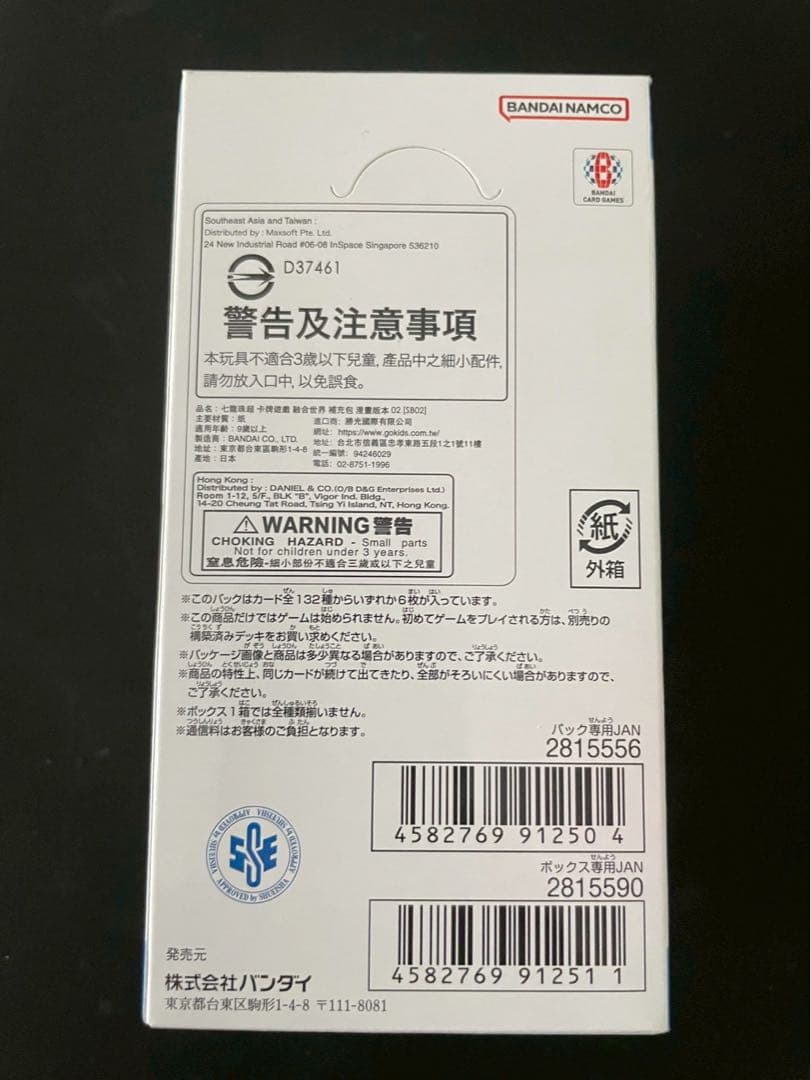 BANDAI NAMCO
BANDAI
CARD GAMES
Southeast Asia and Taiwan :
Distributed by : Maxsoft Pte. Ltd.
24 New Industrial Road #06-08 InSpace Singapore 536210
D37461
警告及注意事項
本玩具不適合3歲以下兒童, 產品中之細小配件,
請勿放入口中, 以免誤食。
品名：七龍珠超 卡牌遊戲 融合世界 補充包 漫畫版本 02 [SB02]
主要材質：紙
適用年齡：9歲以上
製造商：BANDAI CO., LTD.
地址：東京都台東區駒形1-4-8
產地：日本
進口商：勝光國際有限公司
網址：https://www.gokids.com.tw/
地址：台北市信義區忠孝東路五段1之1號11樓
統一編號：94246029
電話：02-8751-1996
Hong Kong :
Distributed by : DANIEL & CO.(O/B D&G Enterprises Ltd.)
Room 1-12, 5/F., BLK "B", Vigor Ind. Bldg.,
14-20 Cheung Tat Road, Tsing Yi Island, NT, Hong Kong.
WARNING 警告
CHOKING HAZARD - Small parts
Not for children under 3 years.
窒息危險-細小部份不適合三歲或以下之兒童
紙
外箱
※このパックはカード全132種からいずれか6枚が入っています。
※この商品だけではゲームは始められません。初めてゲームをプレイされる方は、別売りの
構築済みデッキをお買い求めください。
※パッケージ画像と商品は多少異なる場合がありますので、ご了承ください。
※商品の特性上、同じカードが続けて出てきたり、全部がそろいにくい場合がありますので、
ご了承ください。
※ボックス1箱では全種類揃いません。
※通信料はお客様のご負担となります。
パック専用JAN
2815556
4582769 91250 4
ボックス専用JAN
2815590
4582769 91251 1
APPROVED by SHUEISHA
APPROVED by SHUEISHA
発売元
株式会社バンダイ
東京都台東区駒形1-4-8 〒111-8081